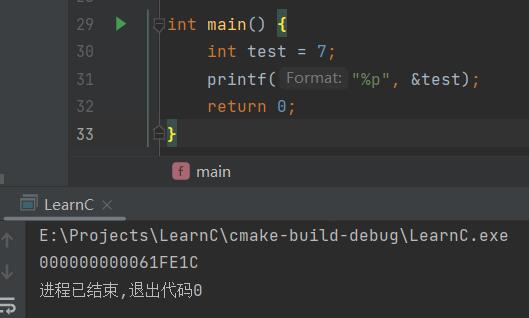 29 int main() {
30 int test = 7;
31 printf( Format: "%p", &test);
32 return 0;
33 }
f main
LearnC ×
E:\Projects\LearnC\cmake-build-debug\LearnC.exe
000000000061FE1C
进程已结束,退出代码0